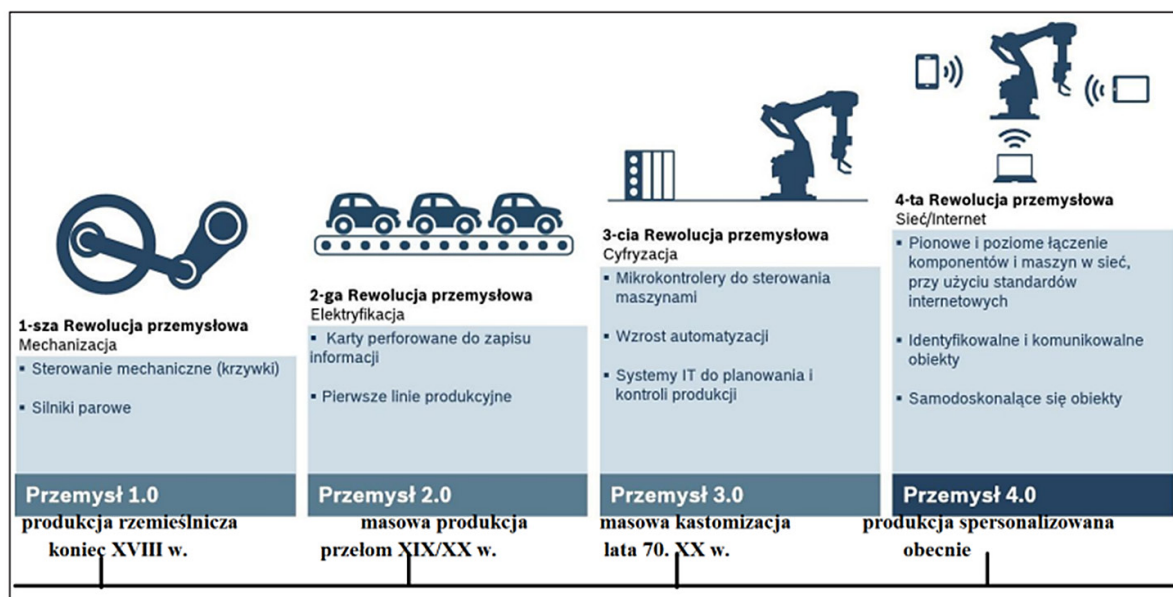 1-sza Rewolucja przemysłowa
Mechanizacja
▪ Sterowanie mechaniczne (krzywki)
▪ Silniki parowe
Przemysł 1.0
produkcja rzemieślnicza
koniec XVIII w.
2-ga Rewolucja przemysłowa
Elektryfikacja
▪ Karty perforowane do zapisu
informacji
▪ Pierwsze linie produkcyjne
Przemysł 2.0
masowa produkcja
przełom XIX/XX w.
3-cia Rewolucja przemysłowa
Cyfryzacja
▪ Mikrokontrolery do sterowania
maszynami
▪ Wzrost automatyzacji
▪ Systemy IT do planowania i
kontroli produkcji
Przemysł 3.0
masowa kastomizacja
lata 70. XX w.
4-ta Rewolucja przemysłowa
Sieć/Internet
▪ Pionowe i poziome łączenie
komponentów i maszyn w sieć,
przy użyciu standardów
internetowych
▪ Identyfikowalne i komunikowalne
obiekty
▪ Samodoskonalące się obiekty
Przemysł 4.0
produkcja spersonalizowana
obecnie